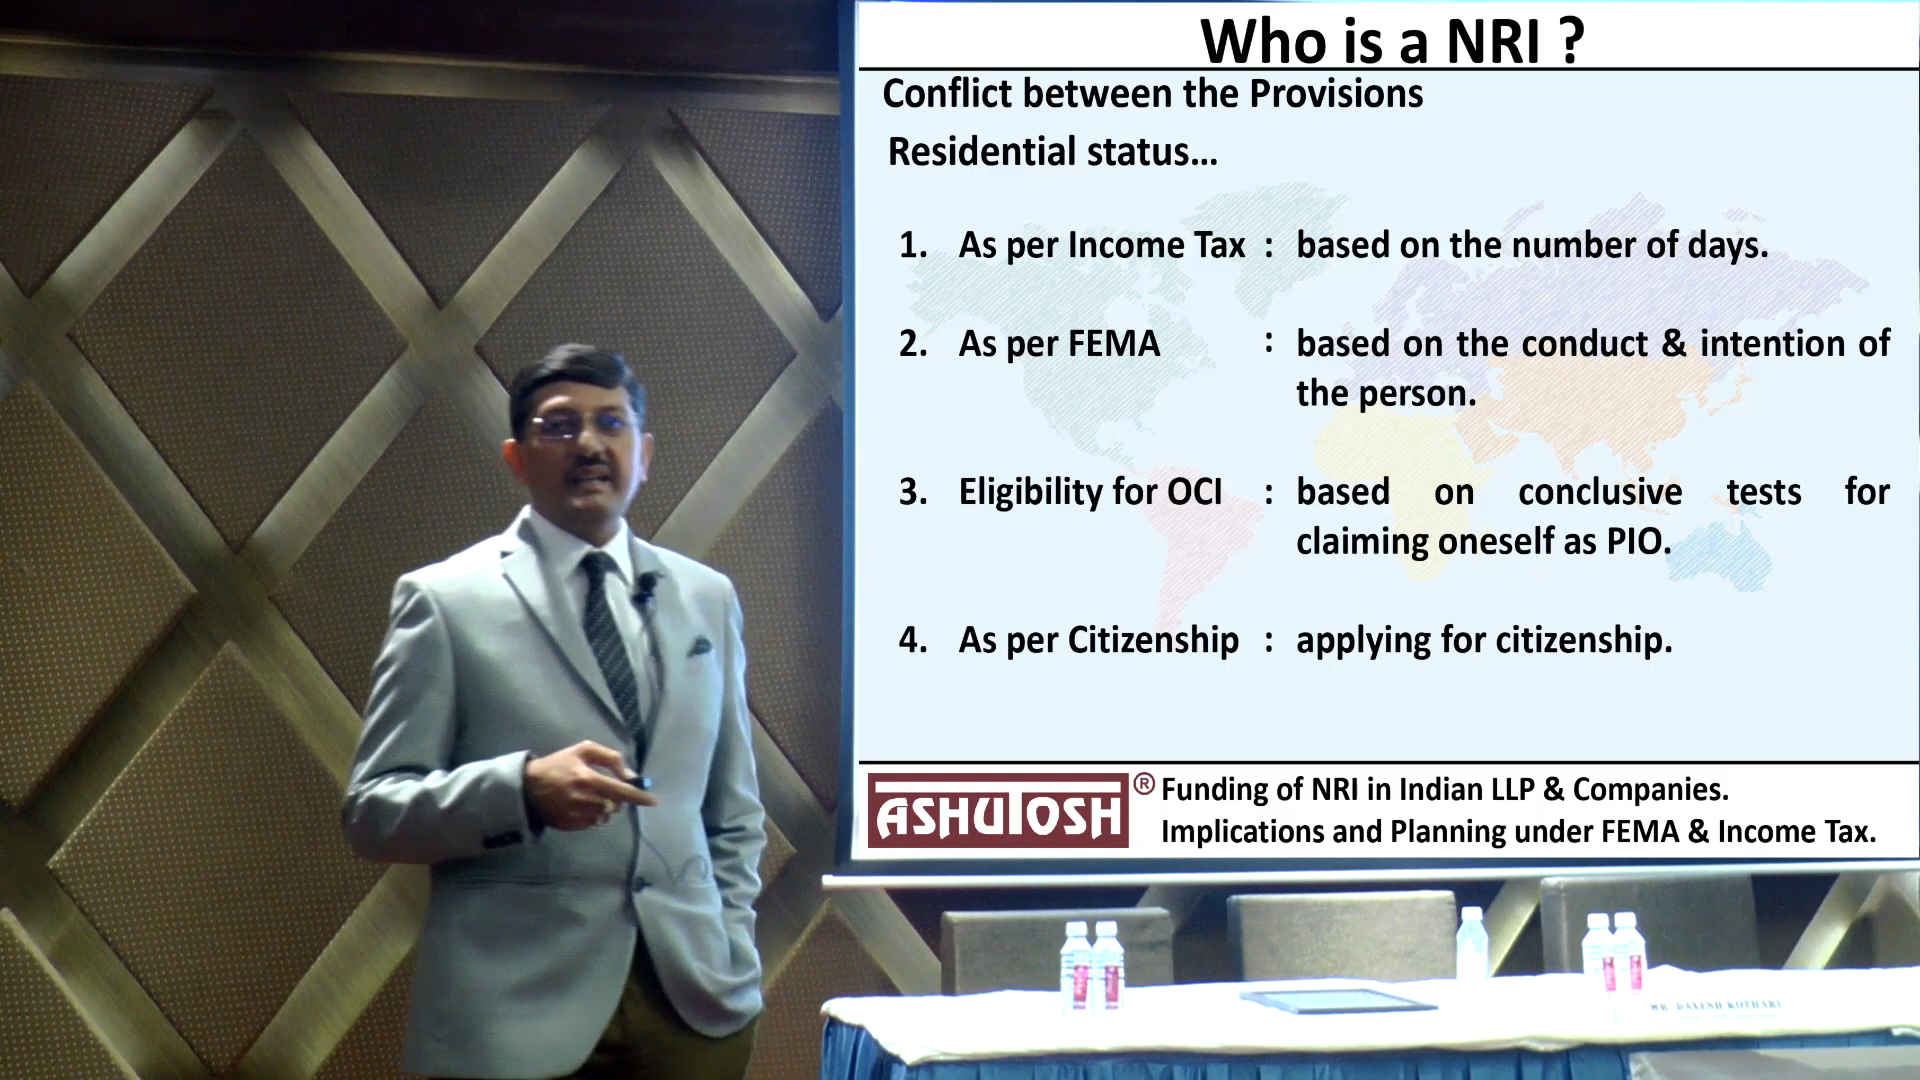 Who is a NRI ?
Conflict between the Provisions
Residential status...
1. As per Income Tax : based on the number of days.
2. As per FEMA : based on the conduct & intention of
the person.
3. Eligibility for OCI : based on conclusive tests for
claiming oneself as PIO.
4. As per Citizenship : applying for citizenship.
ASHUTOSH ® Funding of NRI in Indian LLP & Companies.
Implications and Planning under FEMA & Income Tax.
MR. DAXESH KOTHARI